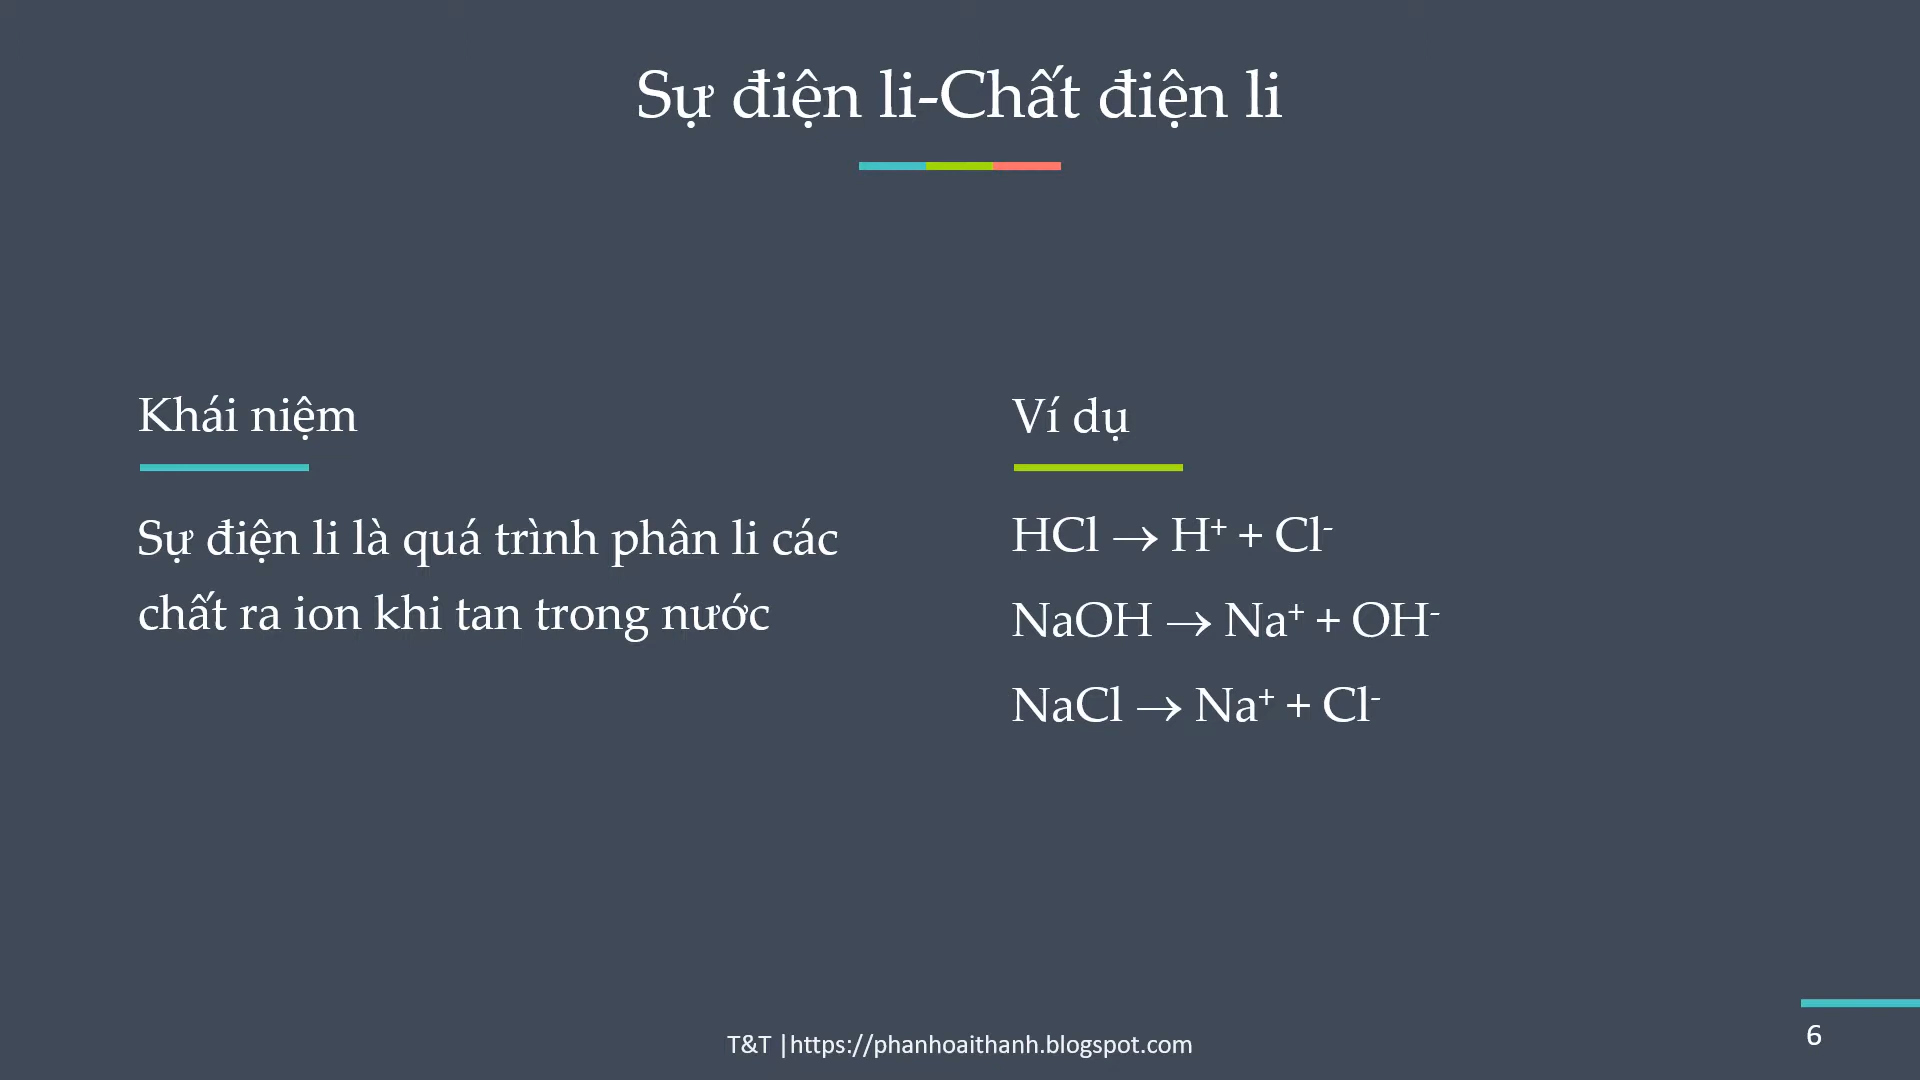 Sự điện li-Chất điện li
Khái niệm
Sự điện li là quá trình phân li các
chất ra ion khi tan trong nước
Ví dụ
HCl → H⁺ + Cl⁻
NaOH → Na⁺ + OH⁻
NaCl → Na⁺ + Cl⁻
T&T |https://phanhoaithanh.blogspot.com
6